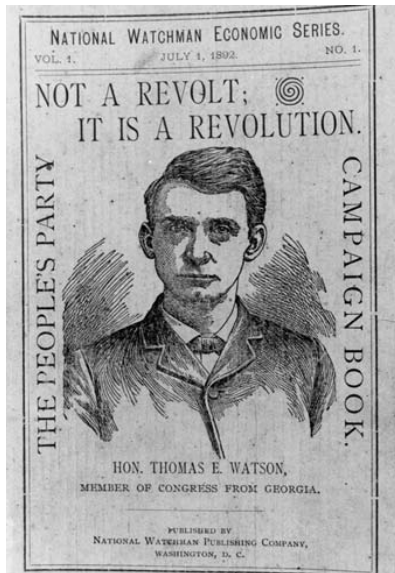 NATIONAL WATCHMAN ECONOMIC SERIES.
VOL. 1. JULY 1, 1892. NO. 1.
NOT A REVOLT;
IT IS A REVOLUTION.
THE PEOPLE'S PARTY
CAMPAIGN BOOK.
HON. THOMAS E. WATSON,
MEMBER OF CONGRESS FROM GEORGIA.
PUBLISHED BY
NATIONAL WATCHMAN PUBLISHING COMPANY,
WASHINGTON, D. C.